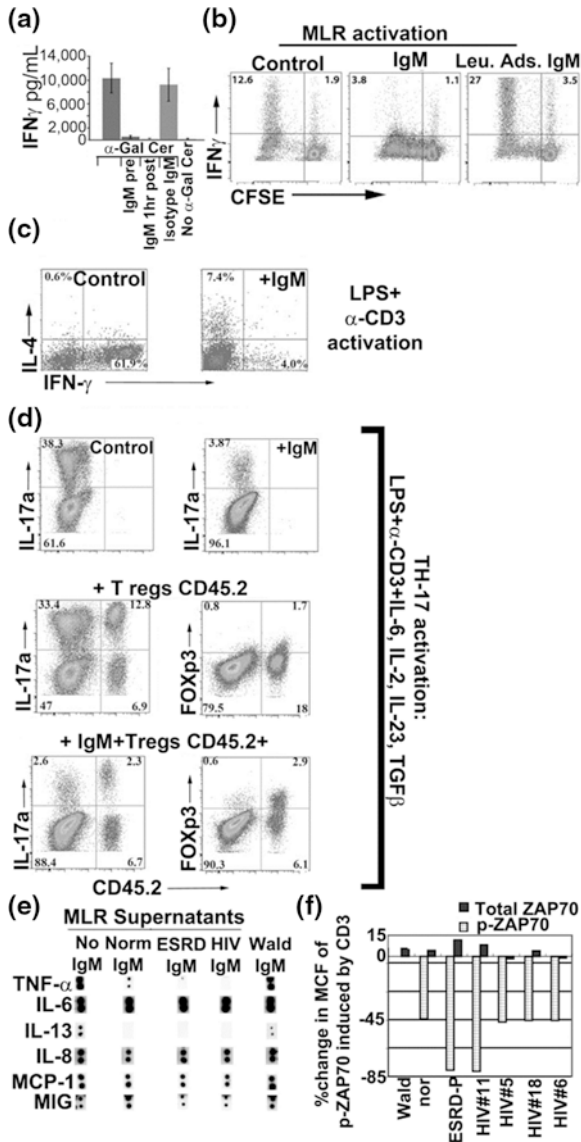 (a)
IFNγ pg/mL
14,000
10,000
6,000
2,000
0
α-Gal Cer
IgM pre
IgM 1hr post
Isotype IgM
No α-Gal Cer
(b)
MLR activation
Control
IgM
Leu. Ads. IgM
12.6
1.9
3.8
1.1
27
3.5
IFNγ
CFSE
(c)
0.6%
Control
61.9%
7.4%
+IgM
4.0%
IL-4
IFN-γ
LPS+
α-CD3
activation
(d)
38.3
Control
61.6
IL-17a
3.87
+IgM
96.1
IL-17a
+ T regs CD45.2
33.4
12.8
47
6.9
IL-17a
0.8
1.7
79.5
18
FOXp3
+ IgM+Tregs CD45.2+
2.6
2.3
88.4
6.7
IL-17a
0.6
2.9
90.3
6.1
FOXp3
CD45.2
TH-17 activation:
LPS+α-CD3+IL-6, IL-2, IL-23, TGFβ
(e)
MLR Supernatants
No Norm ESRD HIV Wald
IgM IgM IgM IgM IgM
TNF-α
IL-6
IL-13
IL-8
MCP-1
MIG
(f)
Total ZAP70
p-ZAP70
%change in MCF of
p-ZAP70 induced by CD3
15
0
-45
-85
Wald
nor
ESRD-P
HIV#11
HIV#5
HIV#18
HIV#6